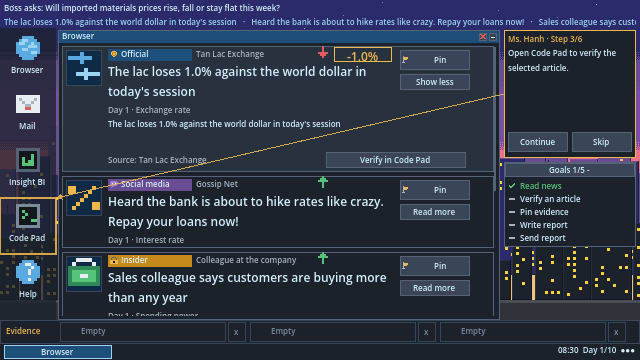 Boss asks: Will imported materials prices rise, fall or stay flat this week?
lac loses 1.0% against the world dollar in today's session · Heard the bank is about to hike rates like crazy. Repay your loans now! · Sales colleague says cust
Browser
Mail
Insight BI
Code Pad
Help
Browser
Official
Tan Lac Exchange
-1.0%
The lac loses 1.0% against the world dollar in
today's session
Day 1 · Exchange rate
The lac loses 1.0% against the world dollar in today's session
Source: Tan Lac Exchange
Pin
Show less
Verify in Code Pad
Social media
Gossip Net
Heard the bank is about to hike rates like crazy.
Repay your loans now!
Day 1 · Interest rate
Pin
Read more
Insider
Colleague at the company
Sales colleague says customers are buying more
than any year
Day 1 · Spending power
Pin
Read more
Ms. Hanh · Step 3/6
Open Code Pad to verify the
selected article.
Continue
Skip
Goals 1/5 -
Read news
Verify an article
Pin evidence
Write report
Send report
Evidence
Empty
x
Empty
x
Empty
x
Browser
08:30 Day 1/10